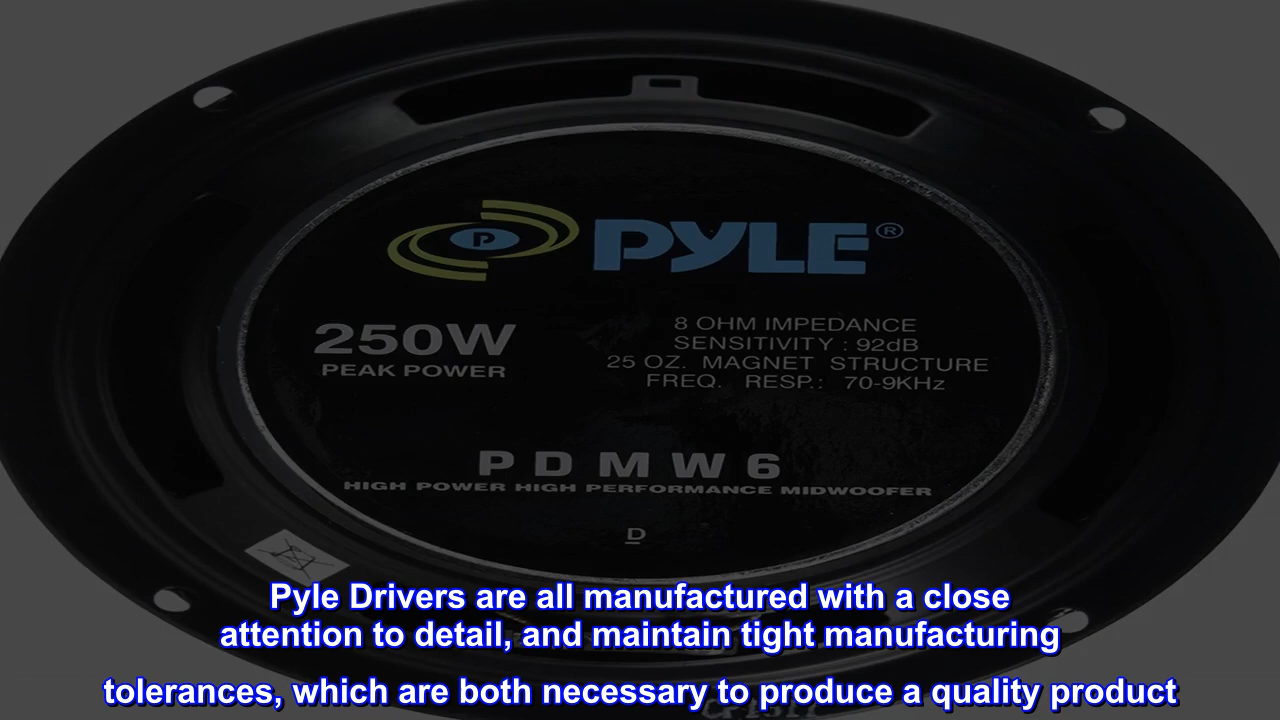 P PYLE®
250W
PEAK POWER
8 OHM IMPEDANCE
SENSITIVITY : 92dB
25 OZ. MAGNET STRUCTURE
FREQ. RESP.: 70-9KHz
PDMW6
HIGH POWER HIGH PERFORMANCE MIDWOOFER
D
Pyle Drivers are all manufactured with a close
attention to detail, and maintain tight manufacturing
tolerances, which are both necessary to produce a quality product